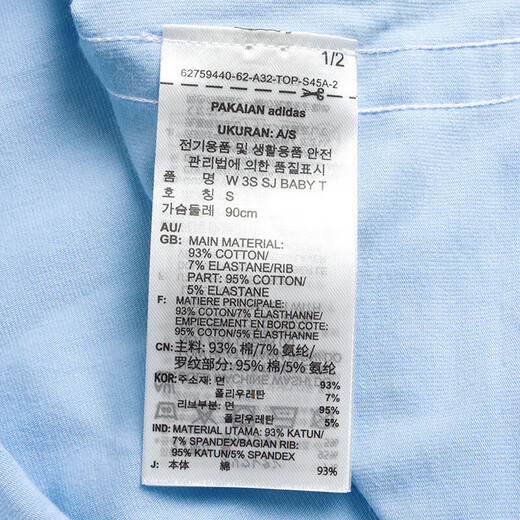 1/2
62759440-62-A32-TOP-S45A-2
PAKAIAN adidas
UKURAN: A/S
전기용품 및 생활용품 안전
관리법에 의한 품질표시
품 명 W 3S SJ BABY T
호 칭 S
가슴둘레 90cm
AU/
GB: MAIN MATERIAL:
93% COTTON/
7% ELASTANE/RIB
PART: 95% COTTON/
5% ELASTANE
F: MATIERE PRINCIPALE:
93% COTON/7% ÉLASTHANNE/
EMPIECEMENT EN BORD COTE:
95% COTON/5% ÉLASTHANNE
CN: 主料: 93% 棉/7% 氨纶/
罗纹部分: 95% 棉/5% 氨纶
KOR: 주소재: 면 93%
폴리우레탄 7%
리브부분: 면 95%
폴리우레탄 5%
IND: MATERIAL UTAMA: 93% KATUN/
7% SPANDEX/BAGIAN RIB:
95% KATUN/5% SPANDEX
J: 本体 綿 93%